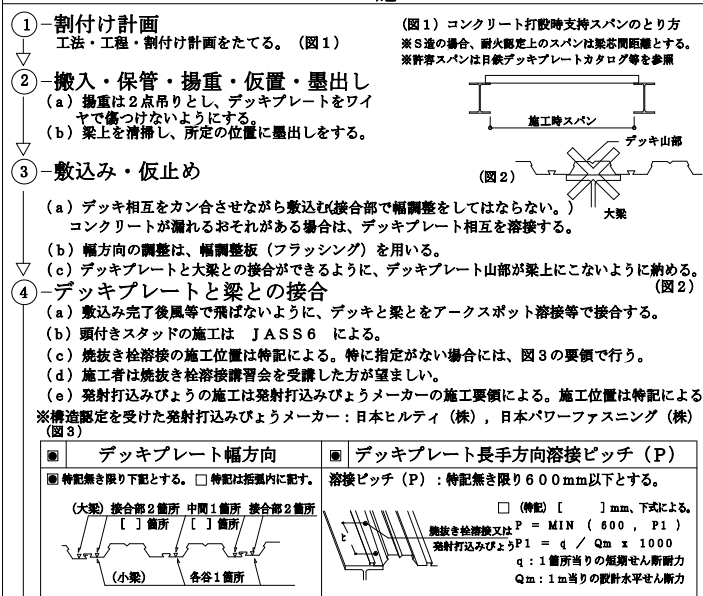 ①-割付け計画
工法・工程・割付け計画をたてる。（図１）
（図１）コンクリート打設時支持スパンのとり方
※Ｓ造の場合、耐火認定上のスパンは梁芯間距離とする。
※許容スパンは日鉄デッキプレートカタログ等を参照
施工時スパン
②-搬入・保管・揚重・仮置・墨出し
（ａ）揚重は２点吊りとし、デッキプレートをワイ
ヤで傷つけないようにする。
（ｂ）梁上を清掃し、所定の位置に墨出しをする。
デッキ山部
（図２）
大梁
③-敷込み・仮止め
（ａ）デッキ相互をカン合させながら敷込む（接合部で幅調整をしてはならない。）
コンクリートが漏れるおそれがある場合は、デッキプレート相互を溶接する。
（ｂ）幅方向の調整は、幅調整板（フラッシング）を用いる。
（ｃ）デッキプレートと大梁との接合ができるように、デッキプレート山部が梁上にこないように納める。
（図２）
④-デッキプレートと梁との接合
（ａ）敷込み完了後風等で飛ばないように、デッキと梁とをアークスポット溶接等で接合する。
（ｂ）頭付きスタッドの施工は ＪＡＳＳ６ による。
（ｃ）焼抜き栓溶接の施工位置は特記による。特に指定がない場合には、図３の要領で行う。
（ｄ）施工者は焼抜き栓溶接講習会を受講した方が望ましい。
（ｅ）発射打込みびょうの施工は発射打込みびょうメーカーの施工要領による。施工位置は特記による
※構造認定を受けた発射打込みびょうメーカー：日本ヒルティ（株），日本パワーファスニング（株）
（図３）
デッキプレート幅方向
特記無き限り下記とする。□ 特記は括弧内に記す。
（大梁）接合部２箇所 中間１箇所 接合部２箇所
［ ］箇所 ［ ］箇所
（小梁） 各谷１箇所
デッキプレート長手方向溶接ピッチ（Ｐ）
溶接ピッチ（Ｐ）：特記無き限り６００ｍｍ以下とする。
□ （特記）［ ］ｍｍ、下式による。
焼抜き栓溶接又は
発射打込みびょう
Ｐ ＝ ＭＩＮ （ ６００ ， Ｐ１ ）
Ｐ１ ＝ ｑ ／ Ｑｍ ｘ １０００
ｑ：１箇所当りの短期せん断耐力
Ｑｍ：１ｍ当りの設計水平せん断力